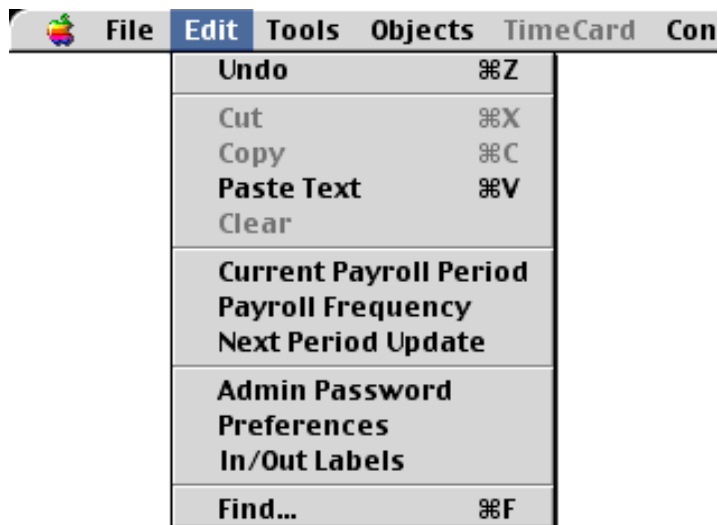 File Edit Tools Objects TimeCard Con
Undo ⌘Z
Cut ⌘X
Copy ⌘C
Paste Text ⌘V
Clear
Current Payroll Period
Payroll Frequency
Next Period Update
Admin Password
Preferences
In/Out Labels
Find... ⌘F